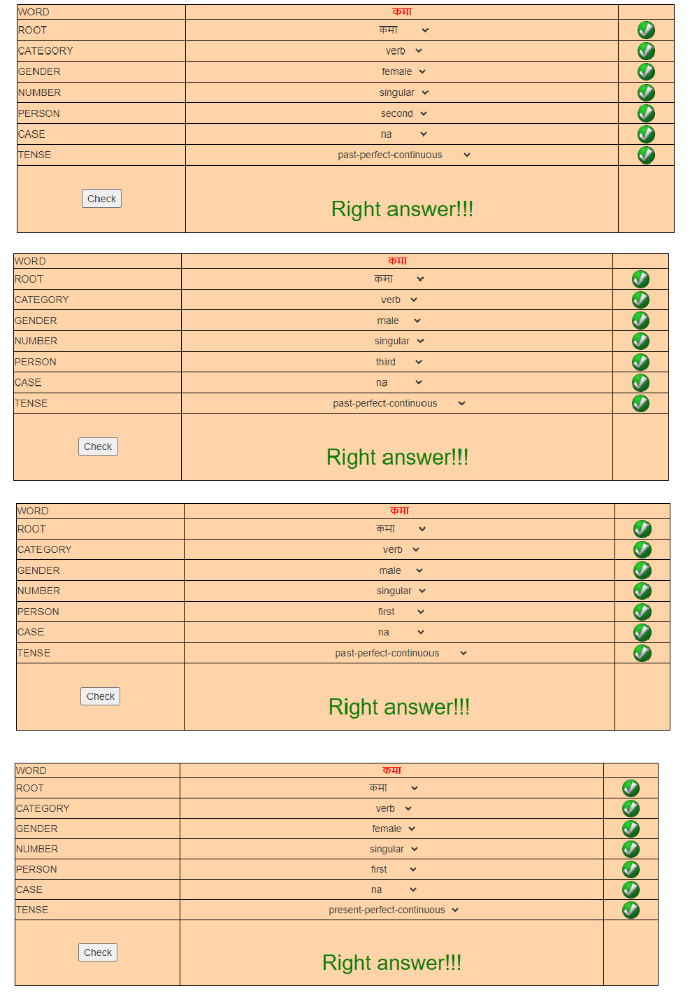 WORD कमा
ROOT कमा
CATEGORY verb
GENDER female
NUMBER singular
PERSON second
CASE na
TENSE past-perfect-continuous
Check Right answer!!!
WORD कमा
ROOT कमा
CATEGORY verb
GENDER male
NUMBER singular
PERSON third
CASE na
TENSE past-perfect-continuous
Check Right answer!!!
WORD कमा
ROOT कमा
CATEGORY verb
GENDER male
NUMBER singular
PERSON first
CASE na
TENSE past-perfect-continuous
Check Right answer!!!
WORD कमा
ROOT कमा
CATEGORY verb
GENDER female
NUMBER singular
PERSON first
CASE na
TENSE present-perfect-continuous
Check Right answer!!!